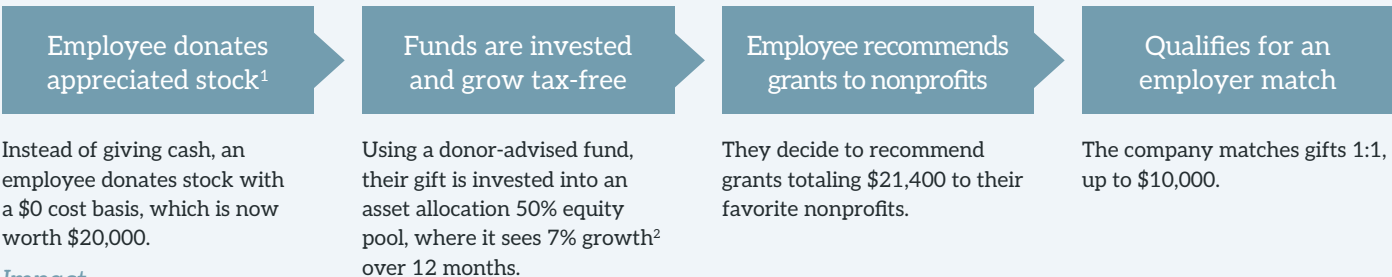 Employee donates
appreciated stock¹
Instead of giving cash, an
employee donates stock with
a $0 cost basis, which is now
worth $20,000.
Impact
Funds are invested
and grow tax-free
Using a donor-advised fund,
their gift is invested into an
asset allocation 50% equity
pool, where it sees 7% growth²
over 12 months.
Employee recommends
grants to nonprofits
They decide to recommend
grants totaling $21,400 to their
favorite nonprofits.
Qualifies for an
employer match
The company matches gifts 1:1,
up to $10,000.